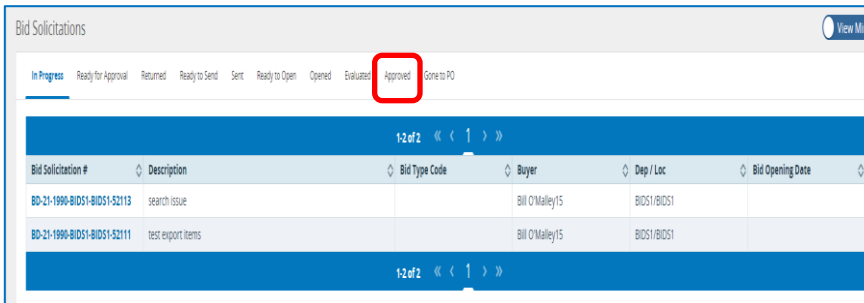 Bid Solicitations
View Mi
In Progress Ready for Approval Returned Ready to Send Sent Ready to Open Opened Evaluated Approved Gone to PO
1-2 of 2 « < 1 > »
Bid Solicitation # Description Bid Type Code Buyer Dep / Loc Bid Opening Date
BD-21-1990-BIDS1-BIDS1-52113 search issue Bill O'Malley15 BIDS1/BIDS1
BD-21-1990-BIDS1-BIDS1-52111 test export items Bill O'Malley15 BIDS1/BIDS1
1-2 of 2 « < 1 > »